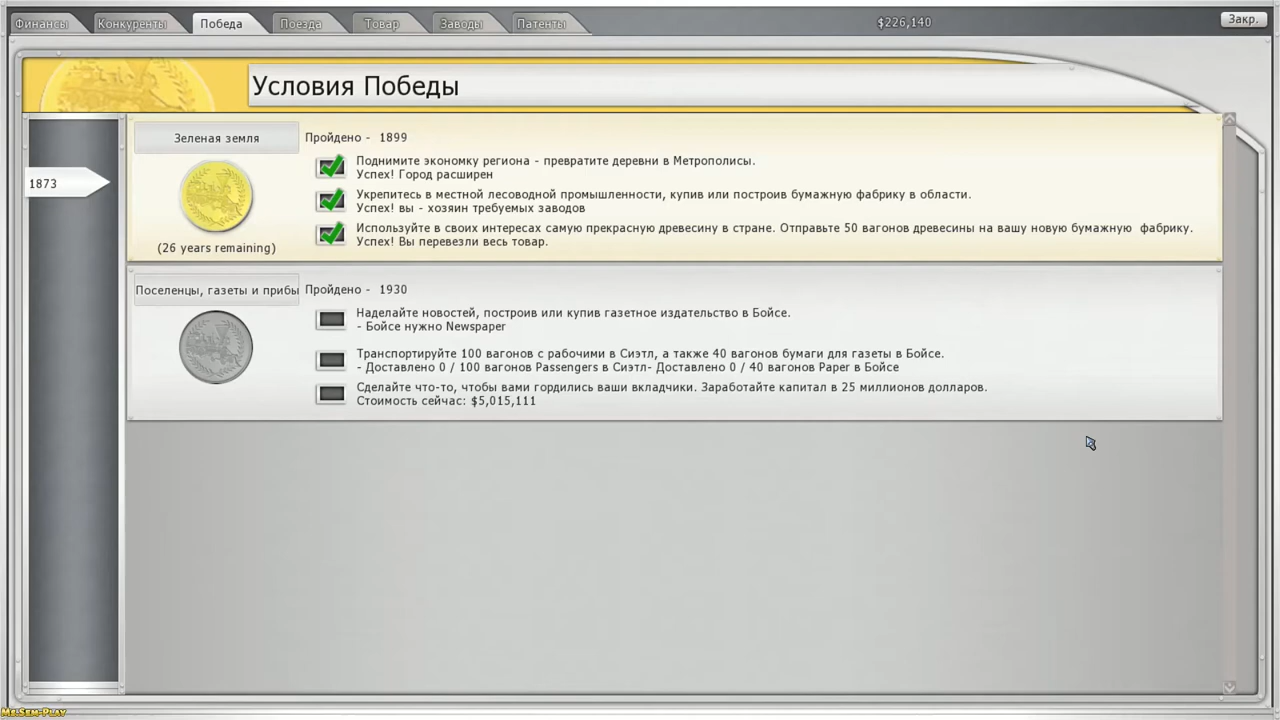 Финансы Конкуренты Победа Поезда Товар Заводы Патенты $226,140 Закр.
Условия Победы
1873
Зеленая земля
(26 years remaining)
Пройдено - 1899
Поднимите экономику региона - превратите деревни в Метрополисы.
Успех! Город расширен
Укрепитесь в местной лесоводной промышленности, купив или построив бумажную фабрику в области.
Успех! вы - хозяин требуемых заводов
Используйте в своих интересах самую прекрасную древесину в стране. Отправьте 50 вагонов древесины на вашу новую бумажную фабрику.
Успех! Вы перевезли весь товар.
Поселенцы, газеты и прибы
Пройдено - 1930
Наделайте новостей, построив или купив газетное издательство в Бойсе.
- Бойсе нужно Newspaper
Транспортируйте 100 вагонов с рабочими в Сиэтл, а также 40 вагонов бумаги для газеты в Бойсе.
- Доставлено 0 / 100 вагонов Passengers в Сиэтл- Доставлено 0 / 40 вагонов Paper в Бойсе
Сделайте что-то, чтобы вами гордились ваши вкладчики. Заработайте капитал в 25 миллионов долларов.
Стоимость сейчас: $5,015,111
Mr.Sem-Play